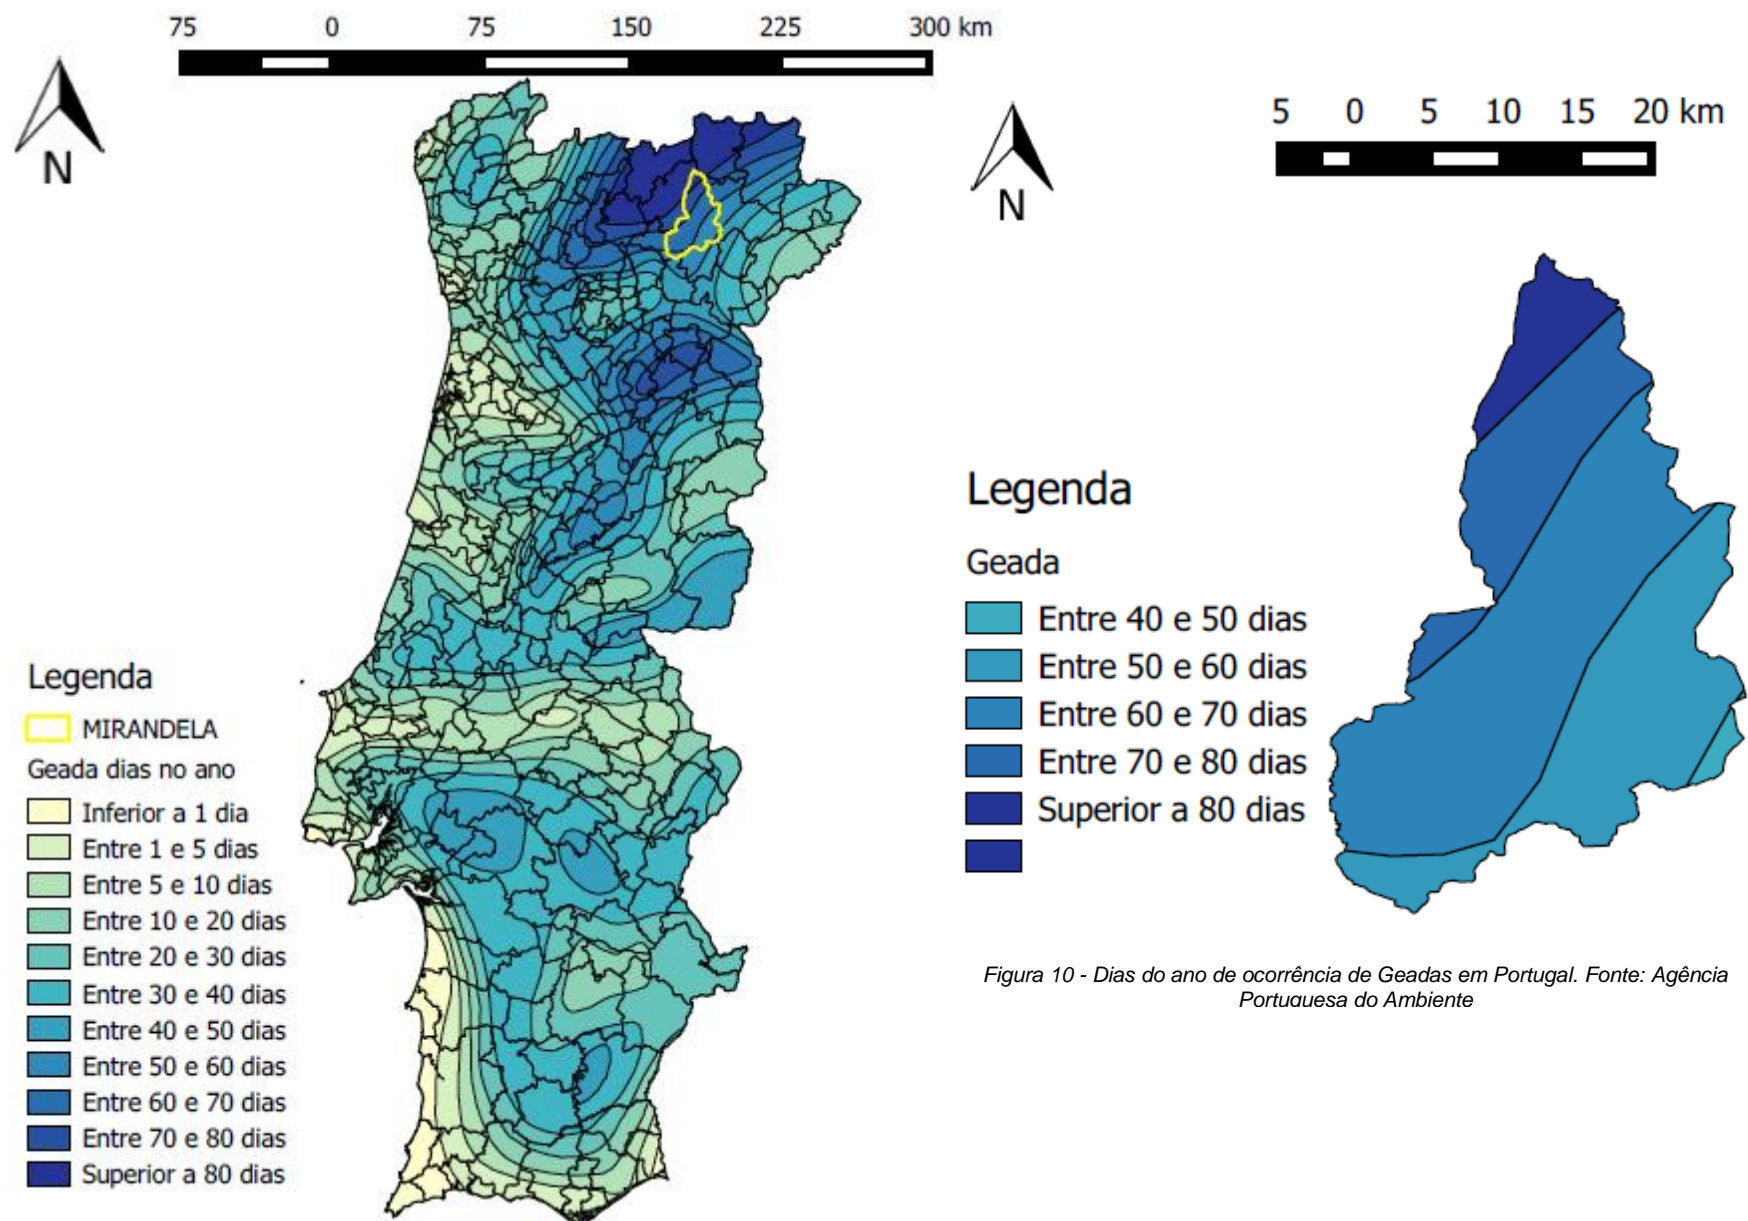 75 0 75 150 225 300 km
N
Legenda
MIRANDELA
Geada dias no ano
Inferior a 1 dia
Entre 1 e 5 dias
Entre 5 e 10 dias
Entre 10 e 20 dias
Entre 20 e 30 dias
Entre 30 e 40 dias
Entre 40 e 50 dias
Entre 50 e 60 dias
Entre 60 e 70 dias
Entre 70 e 80 dias
Superior a 80 dias
5 0 5 10 15 20 km
N
Legenda
Geada
Entre 40 e 50 dias
Entre 50 e 60 dias
Entre 60 e 70 dias
Entre 70 e 80 dias
Superior a 80 dias
Figura 10 - Dias do ano de ocorrência de Geadas em Portugal. Fonte: Agência
Portuguesa do Ambiente